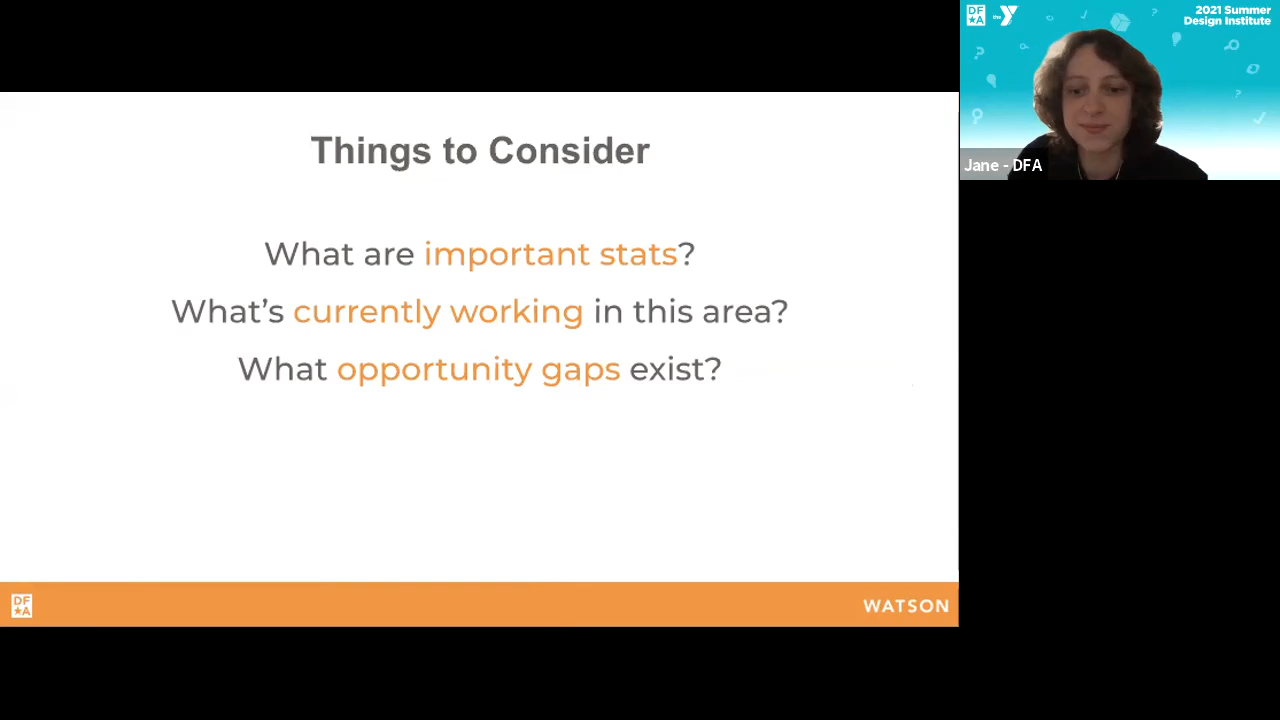 Things to Consider
What are important stats?
What's currently working in this area?
What opportunity gaps exist?
DF
★A
WATSON
DF
★A
the Y
2021 Summer
Design Institute
Jane - DFA